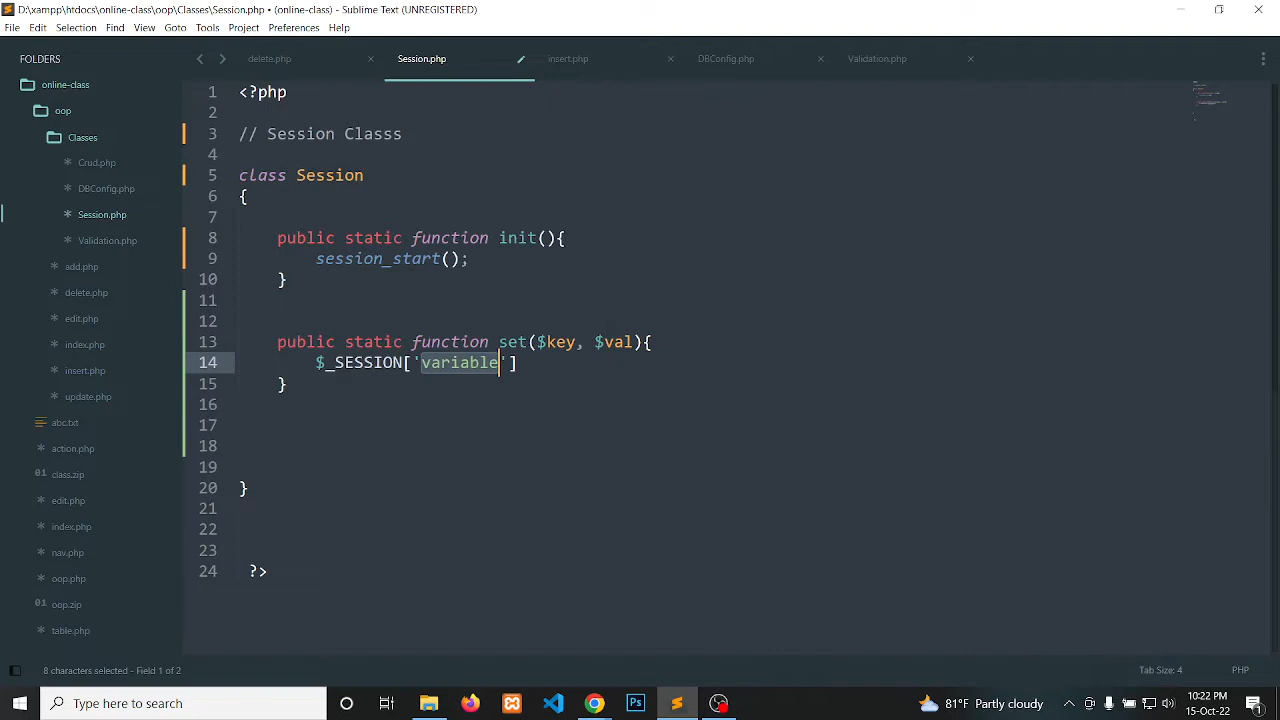 D:\xampp\htdocs\online-class\oop\Classes\Session.php • (online-class) - Sublime Text (UNREGISTERED)
File Edit Selection Find View Goto Tools Project Preferences Help
FOLDERS
online-class
oop
Classes
Crud.php
DBConfig.php
Session.php
Validation.php
add.php
delete.php
edit.php
index.php
insert.php
update.php
abc.txt
action.php
class.zip
edit.php
index.php
nav.php
oop.php
oop.zip
table.php
delete.php Session.php insert.php DBConfig.php Validation.php
1 <?php
2
3 // Session Classs
4
5 class Session
6 {
7
8 public static function init(){
9 session_start();
10 }
11
12
13 public static function set($key, $val){
14 $_SESSION['variable']
15 }
16
17
18
19
20 }
21
22
23
24 ?>
8 characters selected - Field 1 of 2 Tab Size: 4 PHP
Type here to search 81°F Partly cloudy 10:22 PM
15-Oct-22